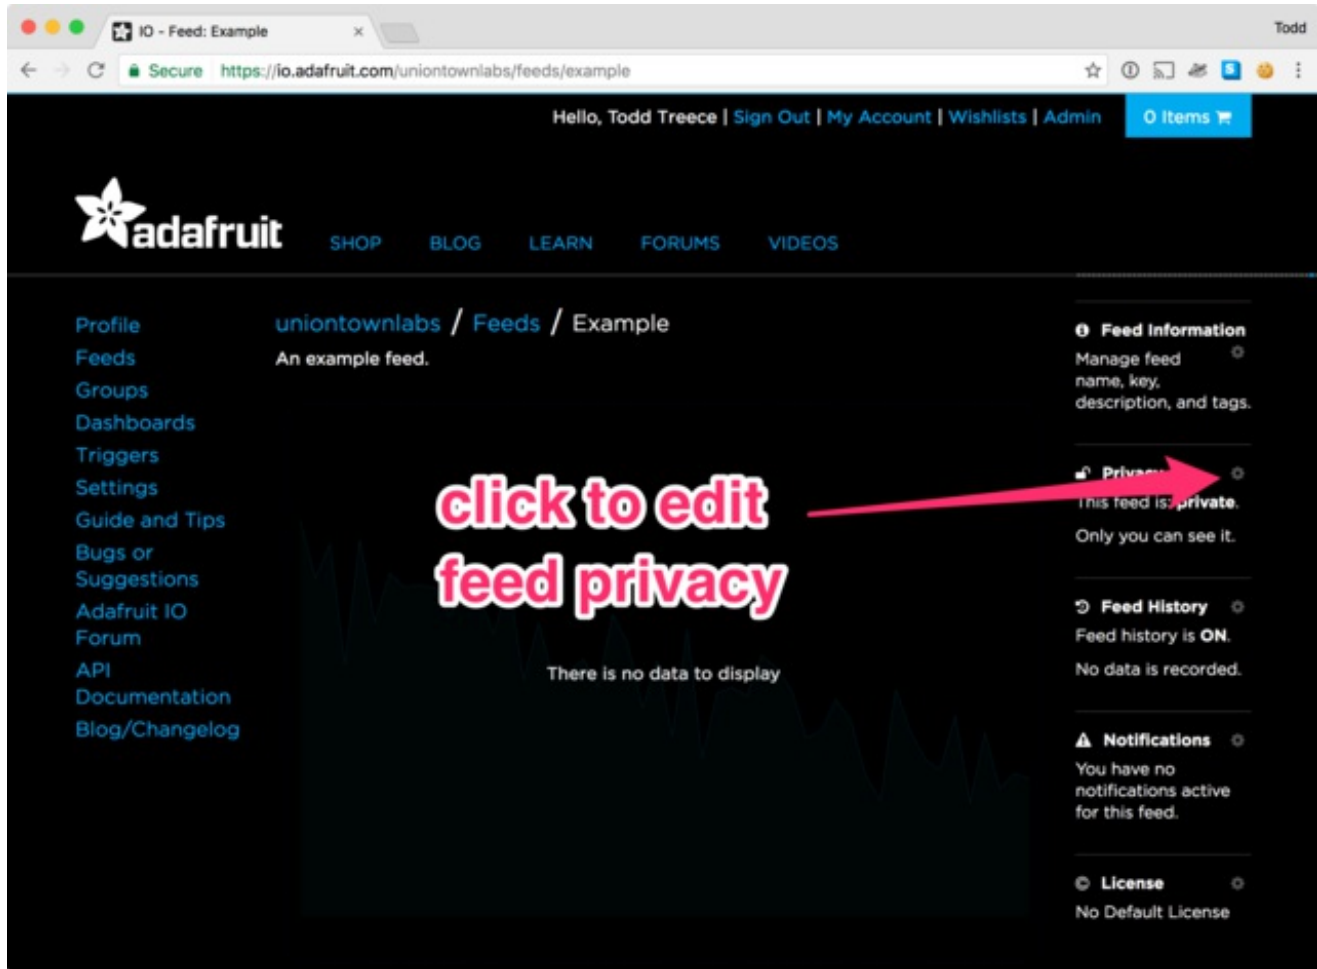 IO - Feed: Example
Todd
Secure https://io.adafruit.com/uniontownlabs/feeds/example
Hello, Todd Treece | Sign Out | My Account | Wishlists | Admin
0 Items
adafruit
SHOP BLOG LEARN FORUMS VIDEOS
Profile
Feeds
Groups
Dashboards
Triggers
Settings
Guide and Tips
Bugs or
Suggestions
Adafruit IO
Forum
API
Documentation
Blog/Changelog
uniontownlabs / Feeds / Example
An example feed.
click to edit
feed privacy
There is no data to display
Feed Information
Manage feed
name, key,
description, and tags.
Privacy
This feed is: private.
Only you can see it.
Feed History
Feed history is ON.
No data is recorded.
Notifications
You have no
notifications active
for this feed.
License
No Default License